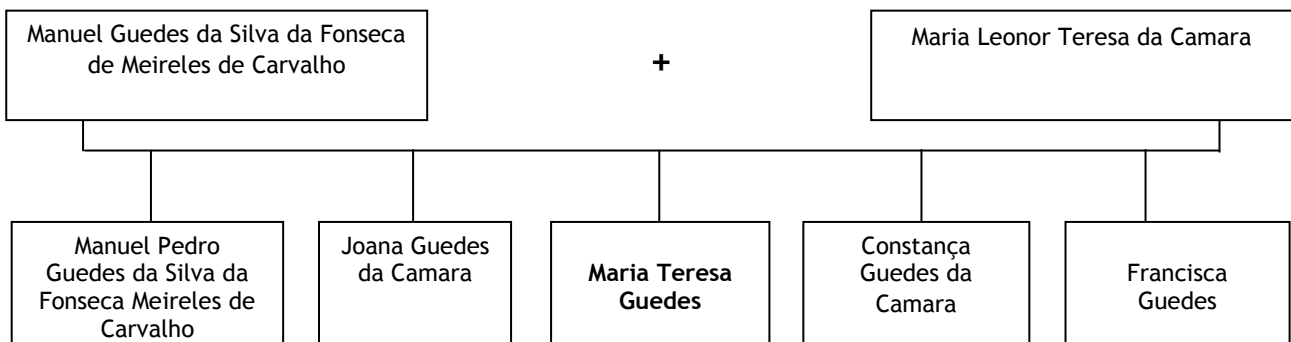 Manuel Guedes da Silva da Fonseca
de Meireles de Carvalho
+
Maria Leonor Teresa da Camara
Manuel Pedro
Guedes da Silva da
Fonseca Meireles de
Carvalho
Joana Guedes
da Camara
Maria Teresa
Guedes
Constança
Guedes da
Camara
Francisca
Guedes